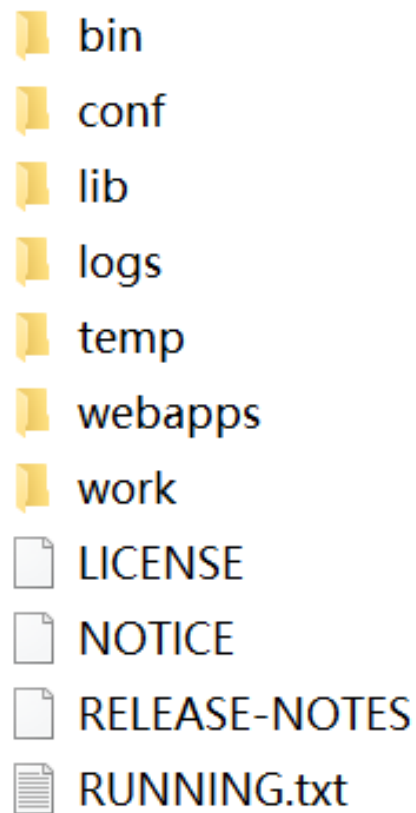 bin
conf
lib
logs
temp
webapps
work
LICENSE
NOTICE
RELEASE-NOTES
RUNNING.txt